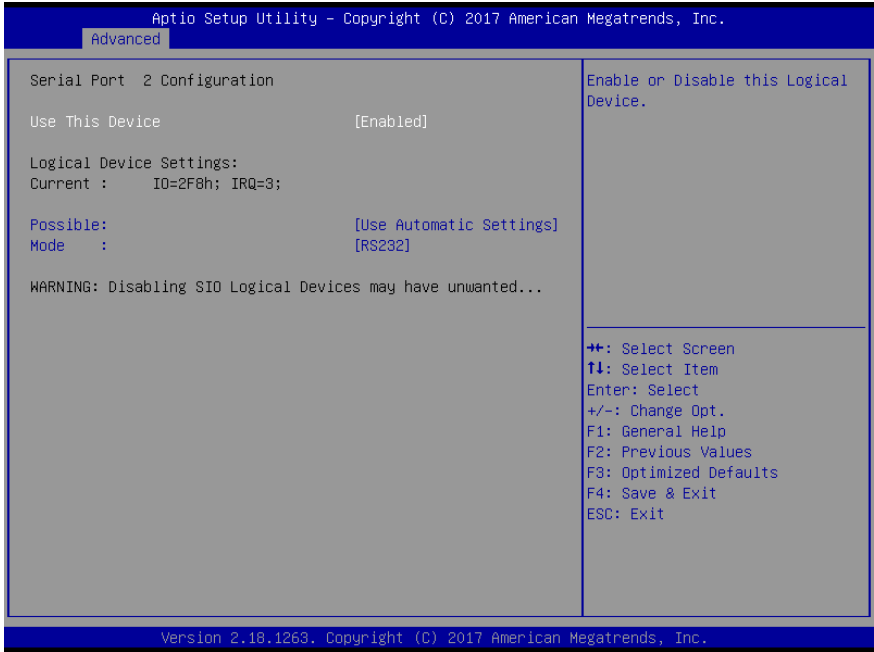 Aptio Setup Utility – Copyright (C) 2017 American Megatrends, Inc.
Advanced
Serial Port 2 Configuration
Use This Device [Enabled]
Logical Device Settings:
Current : IO=2F8h; IRQ=3;
Possible: [Use Automatic Settings]
Mode : [RS232]
WARNING: Disabling SIO Logical Devices may have unwanted...
Enable or Disable this Logical
Device.
→←: Select Screen
↑↓: Select Item
Enter: Select
+/-: Change Opt.
F1: General Help
F2: Previous Values
F3: Optimized Defaults
F4: Save & Exit
ESC: Exit
Version 2.18.1263. Copyright (C) 2017 American Megatrends, Inc.